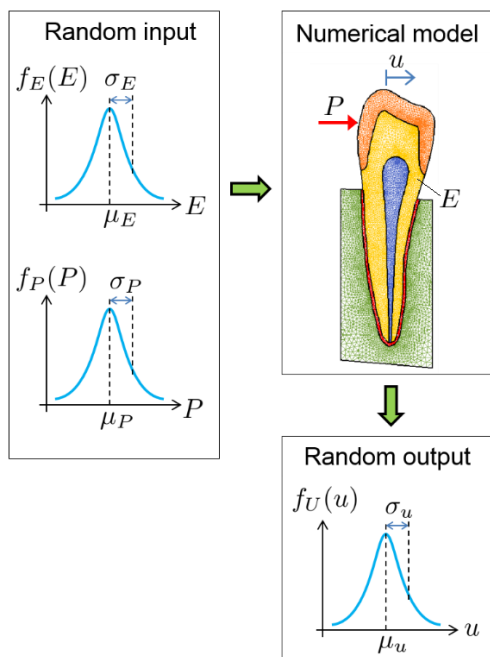 Random input
f_E(E)
σ_E
E
μ_E
f_P(P)
σ_P
P
μ_P
Numerical model
u
P
E
Random output
f_U(u)
σ_u
u
μ_u